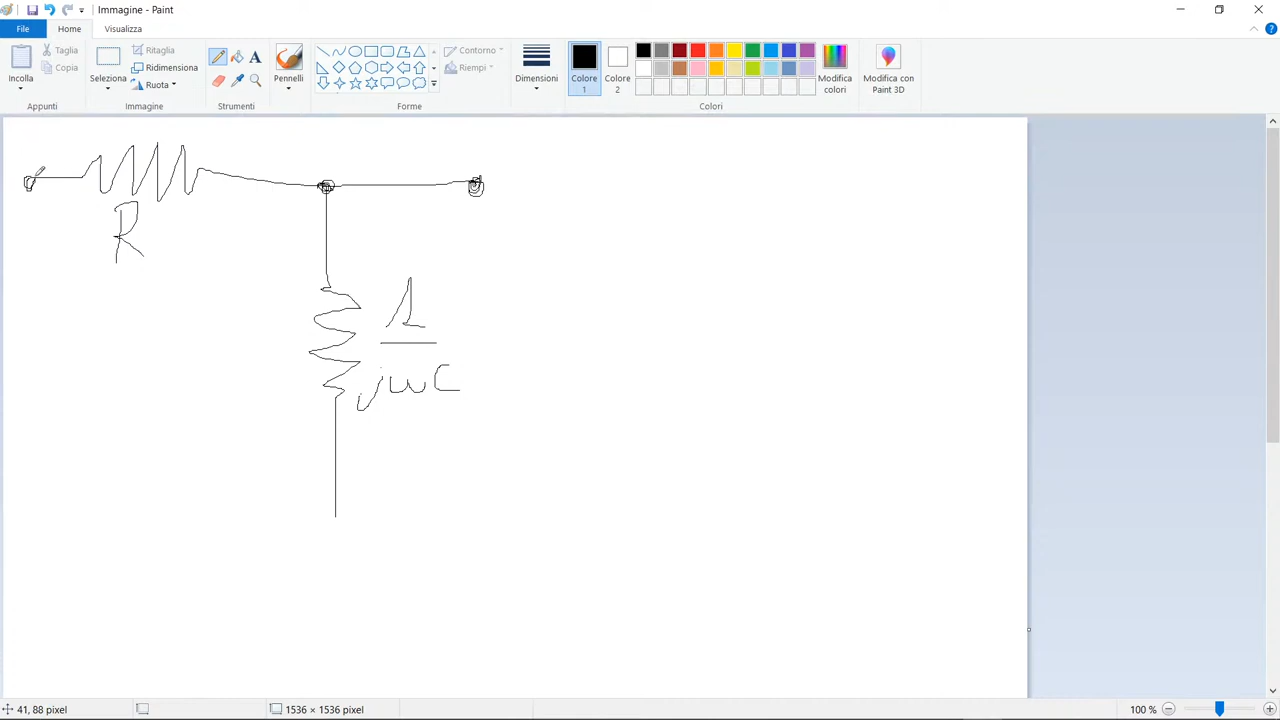 Immagine - Paint
File Home Visualizza
Incolla
Taglia
Copia
Appunti
Seleziona
Ritaglia
Ridimensiona
Ruota
Immagine
A
Strumenti
Pennelli
Contorno
Riempi
Forme
Dimensioni
Colore
1
Colore
2
Modifica
colori
Colori
Modifica con
Paint 3D
R
1
jωC
41, 88 pixel
1536 × 1536 pixel
100 %